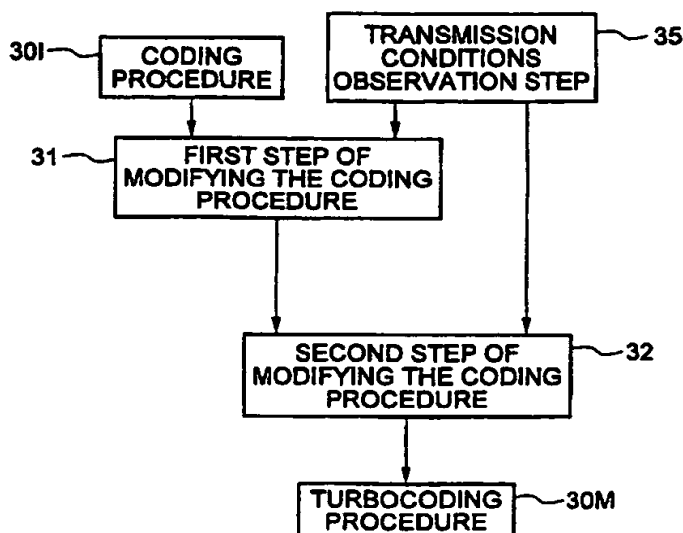 30I
CODING
PROCEDURE
TRANSMISSION
CONDITIONS
OBSERVATION STEP
35
31
FIRST STEP OF
MODIFYING THE CODING
PROCEDURE
SECOND STEP OF
MODIFYING THE CODING
PROCEDURE
32
TURBOCODING
PROCEDURE
30M